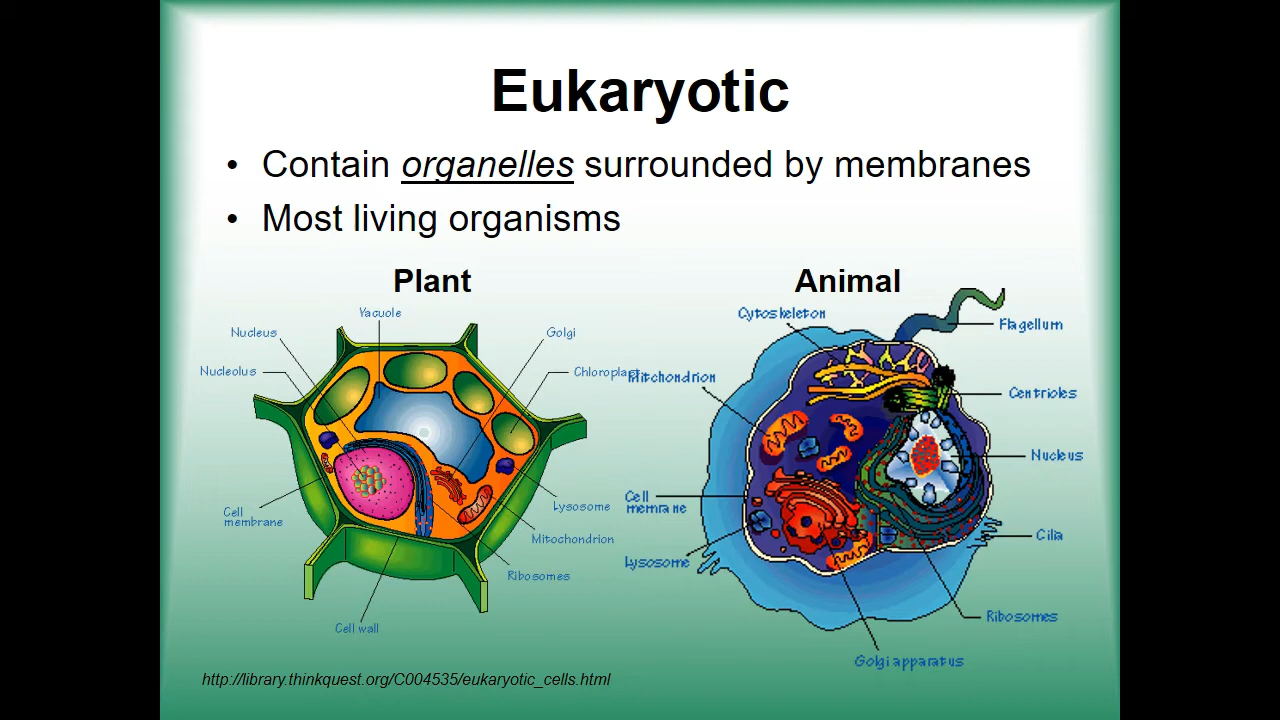 Eukaryotic
• Contain organelles surrounded by membranes
• Most living organisms
Plant
Animal
Vacuole
Nucleus
Golgi
Nucleolus
Chloroplast
Cell
membrane
Lysosome
Mitochondrion
Ribosomes
Cell wall
Cytoskeleton
Flagellum
Mitchondrion
Centrioles
Nucleus
Cell
memrane
Cilia
Lysosome
Ribosomes
Golgi apparatus
http://library.thinkquest.org/C004535/eukaryotic_cells.html